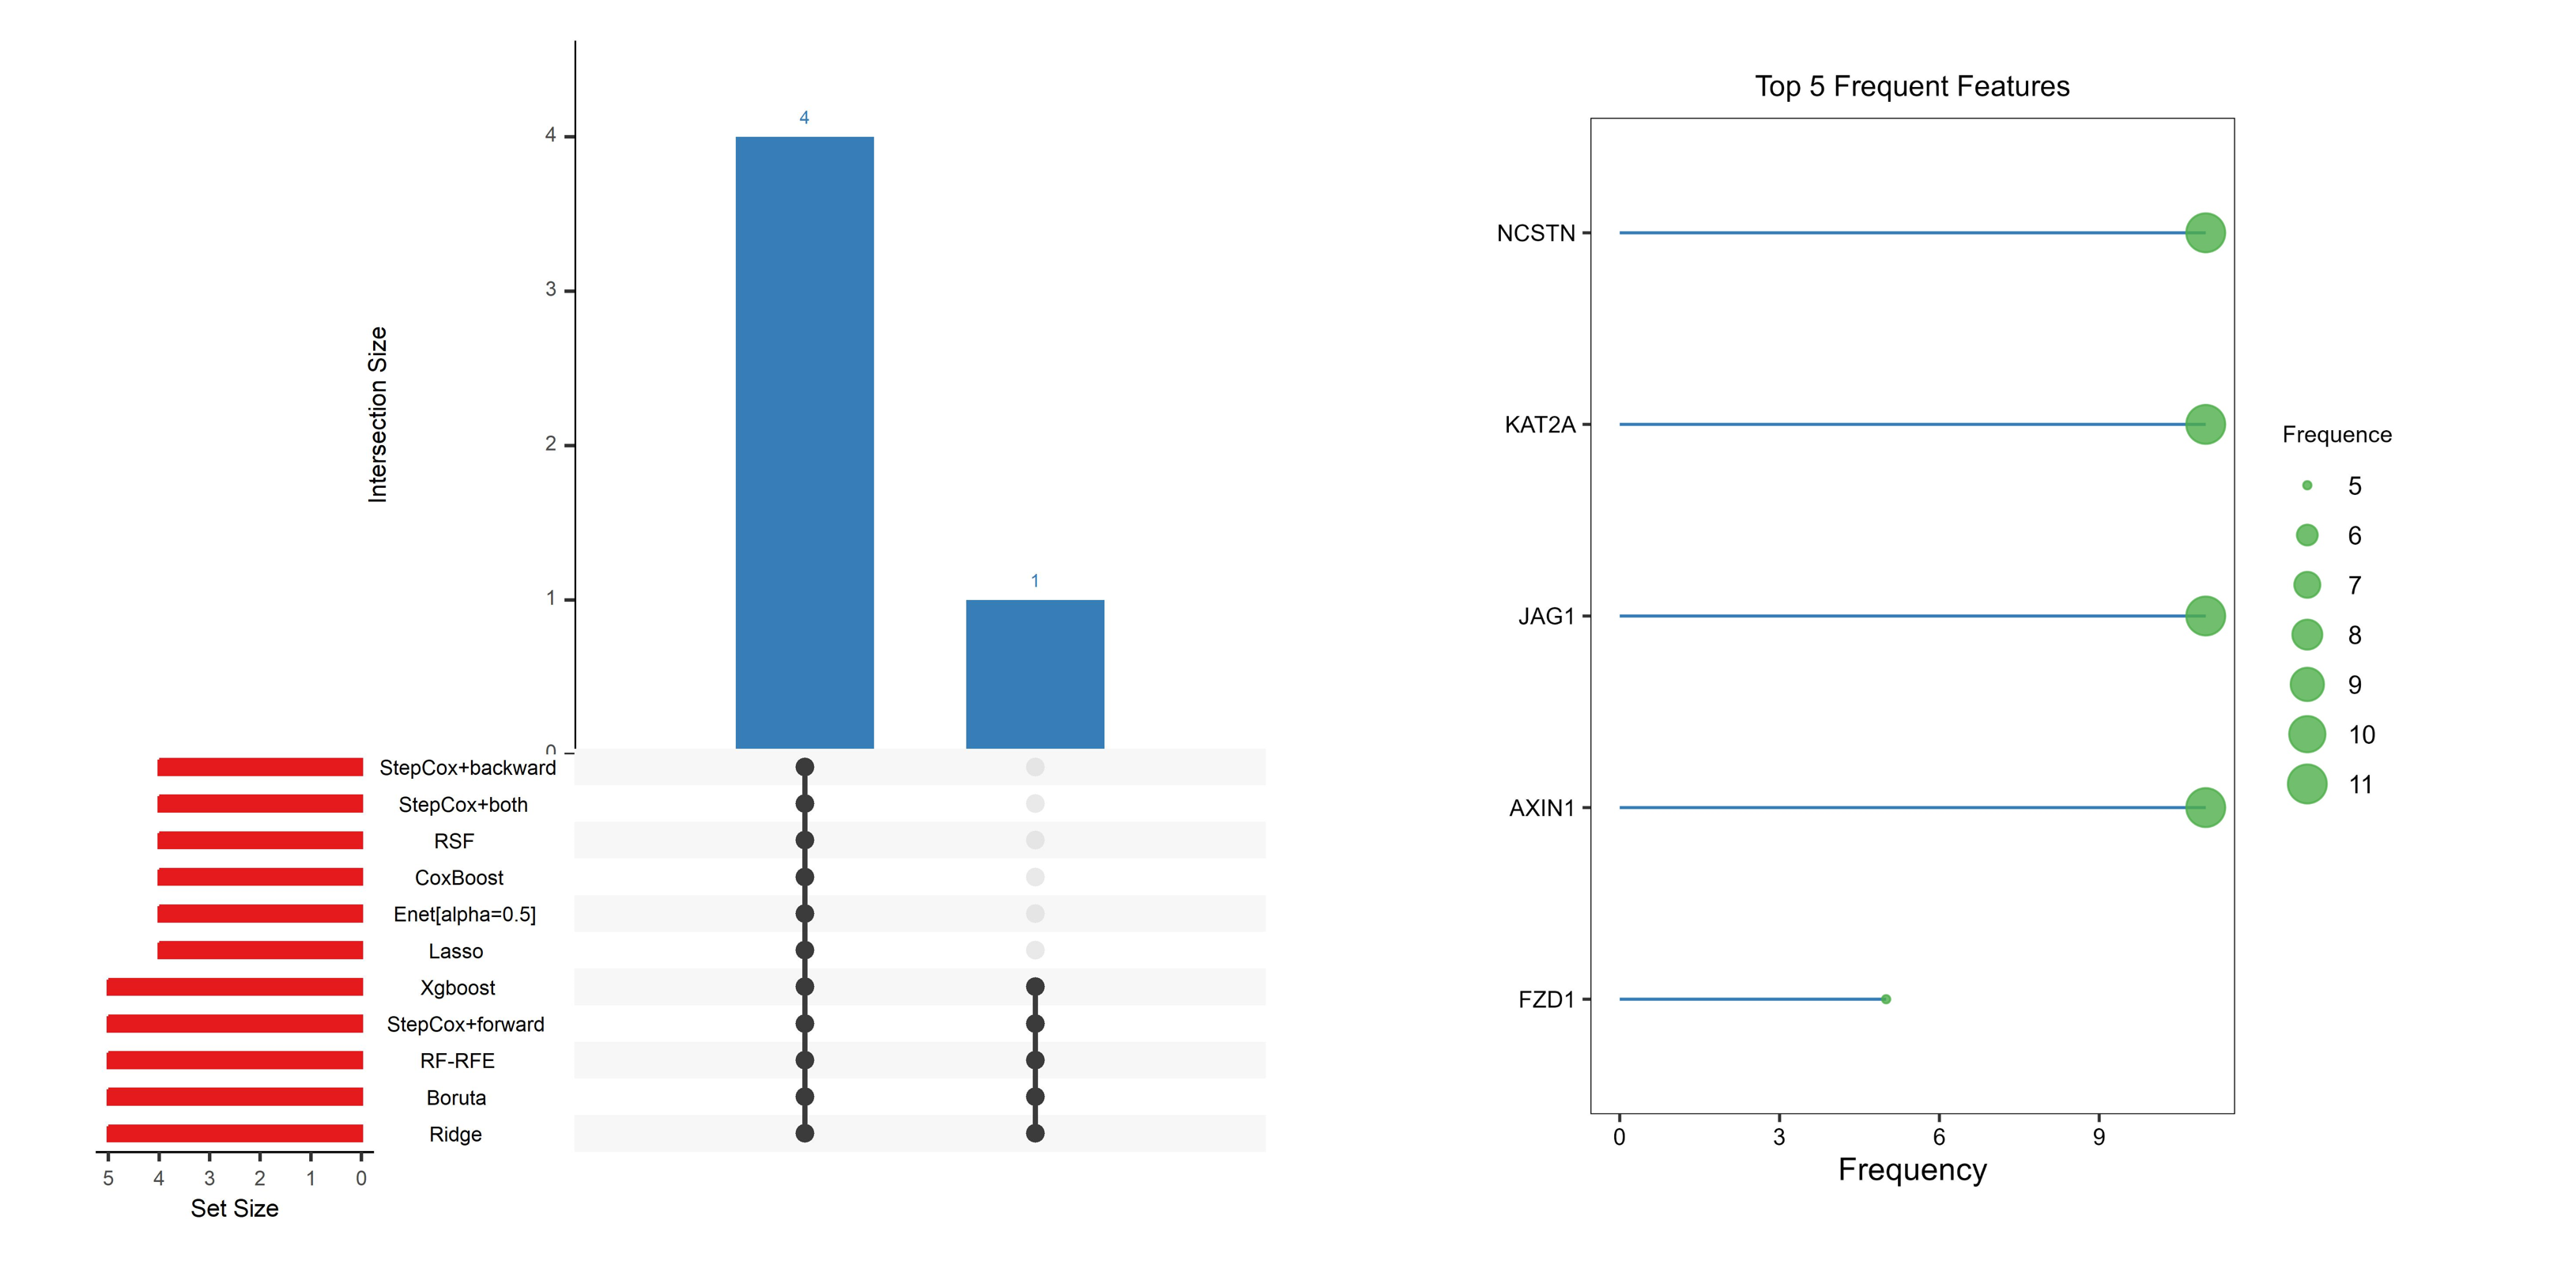 4
4
3
2
1
0
1
Intersection Size
StepCox+backward
StepCox+both
RSF
CoxBoost
Enet[alpha=0.5]
Lasso
Xgboost
StepCox+forward
RF-RFE
Boruta
Ridge
5 4 3 2 1 0
Set Size
Top 5 Frequent Features
NCSTN
KAT2A
JAG1
AXIN1
FZD1
0 3 6 9
Frequency
Frequence
5
6
7
8
9
10
11